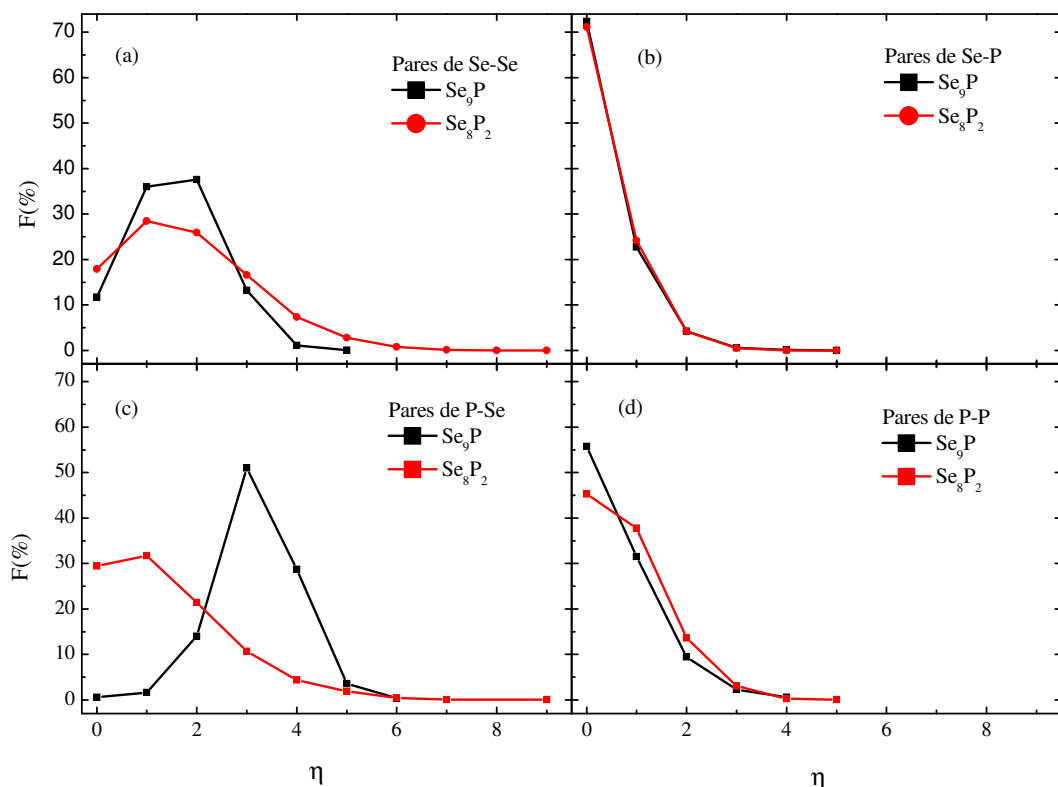 (a)
Pares de Se-Se
Se₉P
Se₈P₂
(b)
Pares de Se-P
Se₉P
Se₈P₂
(c)
Pares de P-Se
Se₉P
Se₈P₂
(d)
Pares de P-P
Se₉P
Se₈P₂
F(%)
70
60
50
40
30
20
10
0
F(%)
70
60
50
40
30
20
10
0
0 2 4 6 8
0 2 4 6 8
η
η